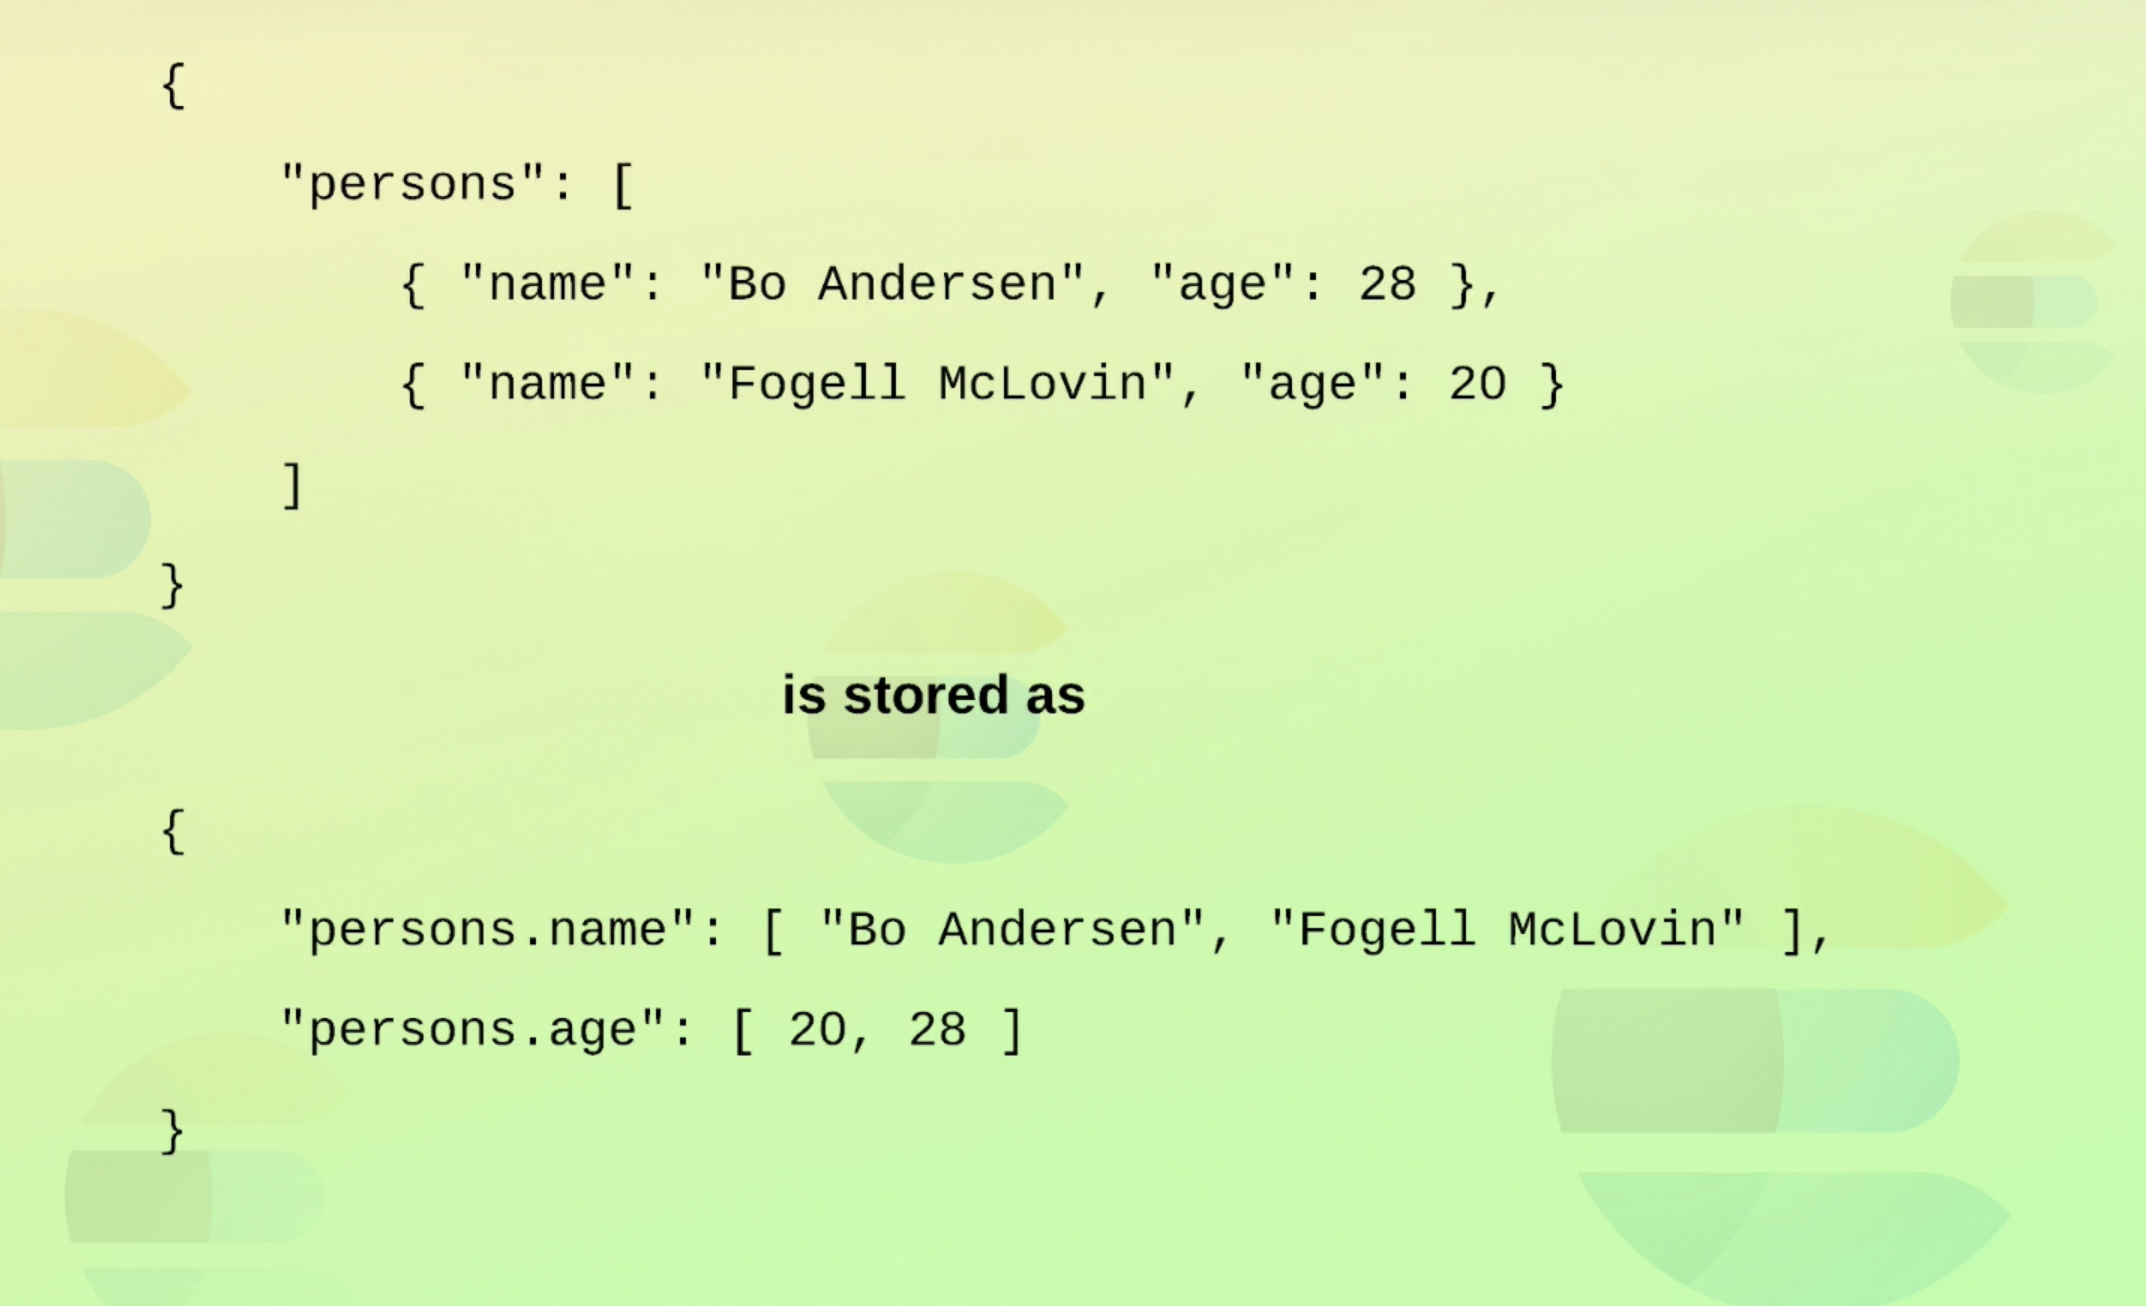 {
"persons": [
{ "name": "Bo Andersen", "age": 28 },
{ "name": "Fogell McLovin", "age": 20 }
]
}
is stored as
{
"persons.name": [ "Bo Andersen", "Fogell McLovin" ],
"persons.age": [ 20, 28 ]
}